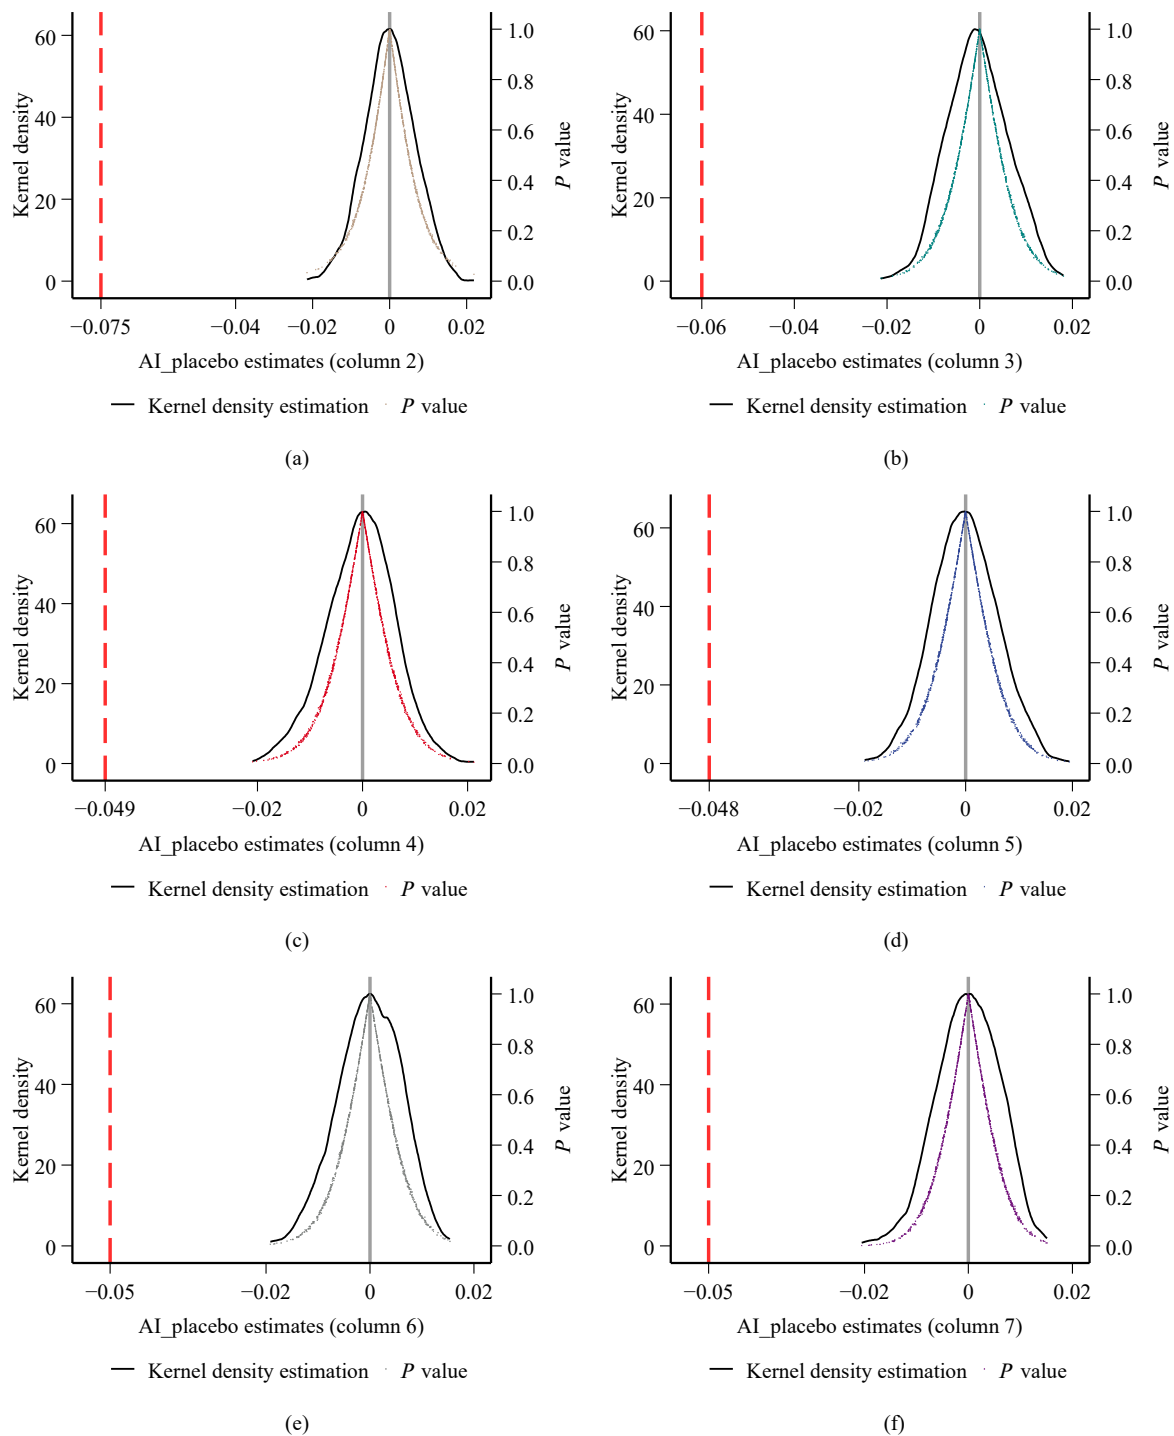 Kernel density
60
40
20
0
1.0
0.8
0.6
0.4
0.2
0.0
P value
−0.075
−0.04
−0.02
0
0.02
AI_placebo estimates (column 2)
Kernel density estimation P value
(a)
Kernel density
60
40
20
0
1.0
0.8
0.6
0.4
0.2
0.0
P value
−0.06
−0.04
−0.02
0
0.02
AI_placebo estimates (column 3)
Kernel density estimation P value
(b)
Kernel density
60
40
20
0
1.0
0.8
0.6
0.4
0.2
0.0
P value
−0.049
−0.02
0
0.02
AI_placebo estimates (column 4)
Kernel density estimation P value
(c)
Kernel density
60
40
20
0
1.0
0.8
0.6
0.4
0.2
0.0
P value
−0.048
−0.02
0
0.02
AI_placebo estimates (column 5)
Kernel density estimation P value
(d)
Kernel density
60
40
20
0
1.0
0.8
0.6
0.4
0.2
0.0
P value
−0.05
−0.02
0
0.02
AI_placebo estimates (column 6)
Kernel density estimation P value
(e)
Kernel density
60
40
20
0
1.0
0.8
0.6
0.4
0.2
0.0
P value
−0.05
−0.02
0
0.02
AI_placebo estimates (column 7)
Kernel density estimation P value
(f)